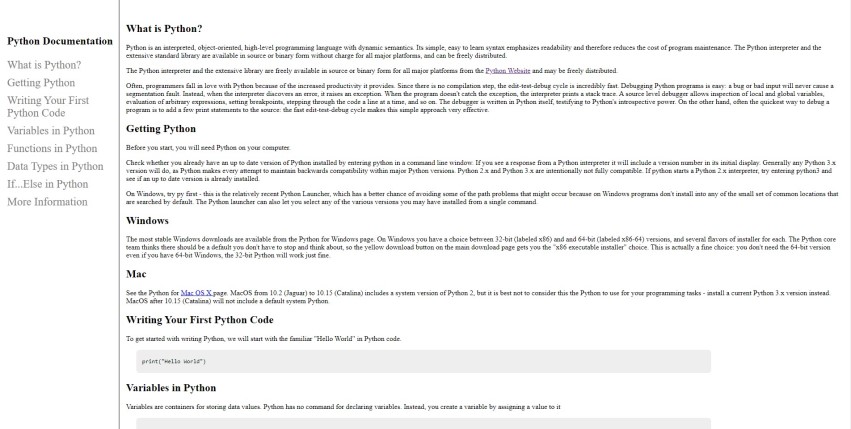 Python Documentation
What is Python?
Getting Python
Writing Your First
Python Code
Variables in Python
Functions in Python
Data Types in Python
If...Else in Python
More Information
What is Python?
Python is an interpreted, object-oriented, high-level programming language with dynamic semantics. Its simple, easy to learn syntax emphasizes readability and therefore reduces the cost of program maintenance. The Python interpreter and the
extensive standard library are available in source or binary form without charge for all major platforms, and can be freely distributed.
The Python interpreter and the extensive library are freely available in source or binary form for all major platforms from the Python Website and may be freely distributed.
Often, programmers fall in love with Python because of the increased productivity it provides. Since there is no compilation step, the edit-test-debug cycle is incredibly fast. Debugging Python programs is easy: a bug or bad input will never cause a
segmentation fault. Instead, when the interpreter discovers an error, it raises an exception. When the program doesn't catch the exception, the interpreter prints a stack trace. A source level debugger allows inspection of local and global variables,
evaluation of arbitrary expressions, setting breakpoints, stepping through the code a line at a time, and so on. The debugger is written in Python itself, testifying to Python's introspective power. On the other hand, often the quickest way to debug a
program is to add a few print statements to the source: the fast edit-test-debug cycle makes this simple approach very effective.
Getting Python
Before you start, you will need Python on your computer.
Check whether you already have an up to date version of Python installed by entering python in a command line window. If you see a response from a Python interpreter it will include a version number in its initial display. Generally any Python 3.x
version will do, as Python makes every attempt to maintain backwards compatibility within major Python versions. Python 2.x and Python 3.x are intentionally not fully compatible. If python starts a Python 2.x interpreter, try entering python3 and
see if an up to date version is already installed.
On Windows, try py first - this is the relatively recent Python Launcher, which has a better chance of avoiding some of the path problems that might occur because on Windows programs don't install into any of the small set of common locations that
are searched by default. The Python launcher can also let you select any of the various versions you may have installed from a single command.
Windows
The most stable Windows downloads are available from the Python for Windows page. On Windows you have a choice between 32-bit (labeled x86) and and 64-bit (labeled x86-64) versions, and several flavors of installer for each. The Python core
team thinks there should be a default you don't have to stop and think about, so the yellow download button on the main download page gets you the "x86 executable installer" choice. This is actually a fine choice: you don't need the 64-bit version
even if you have 64-bit Windows, the 32-bit Python will work just fine.
Mac
See the Python for Mac OS X page. MacOS from 10.2 (Jaguar) to 10.15 (Catalina) includes a system version of Python 2, but it is best not to consider this the Python to use for your programming tasks - install a current Python 3.x version instead.
MacOS after 10.15 (Catalina) will not include a default system Python.
Writing Your First Python Code
To get started with writing Python, we will start with the familiar "Hello World" in Python code.
print("Hello World")
Variables in Python
Variables are containers for storing data values. Python has no command for declaring variables. Instead, you create a variable by assigning a value to it